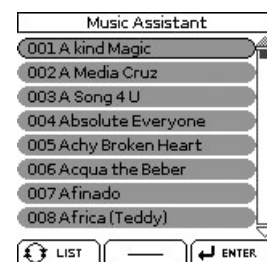 Music Assistant
001 A kind Magic
002 A Media Cruz
003 A Song 4 U
004 Absolute Everyone
005 Achy Broken Heart
006 Acqua the Beber
007 Afinado
008 Africa (Teddy)
LIST ENTER